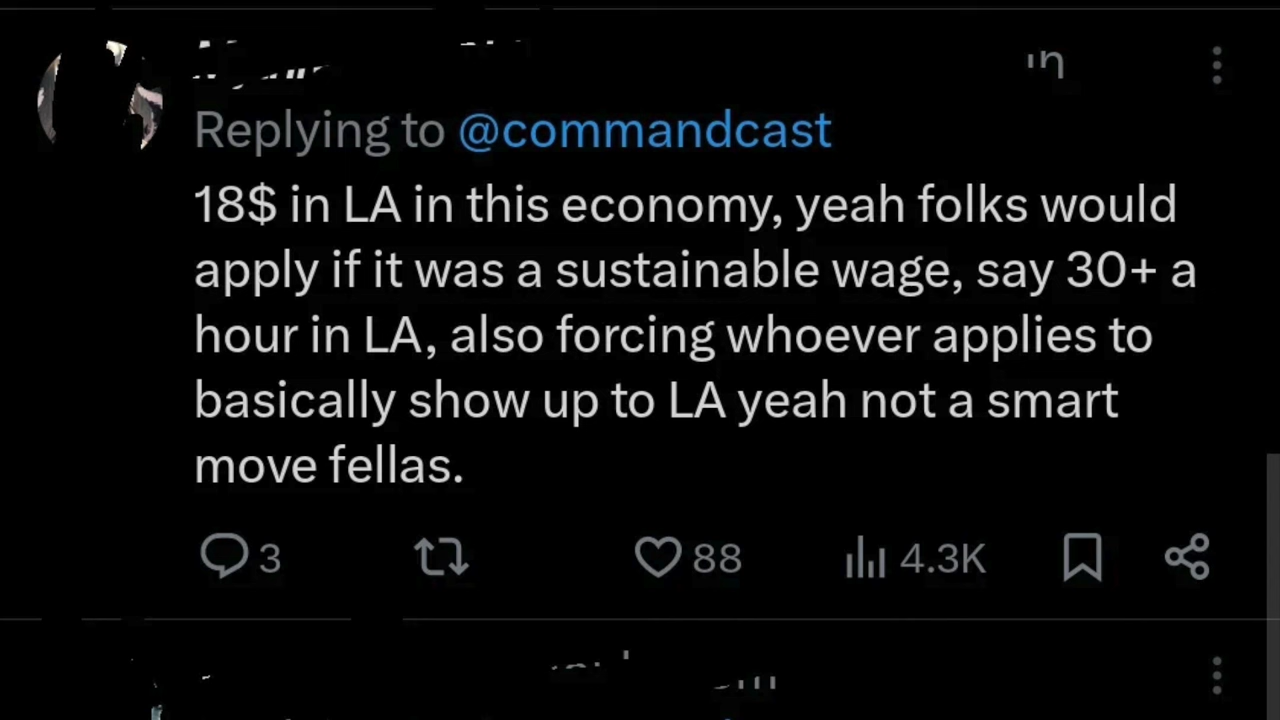 Replying to @commandcast
18$ in LA in this economy, yeah folks would
apply if it was a sustainable wage, say 30+ a
hour in LA, also forcing whoever applies to
basically show up to LA yeah not a smart
move fellas.
3 88 4.3K